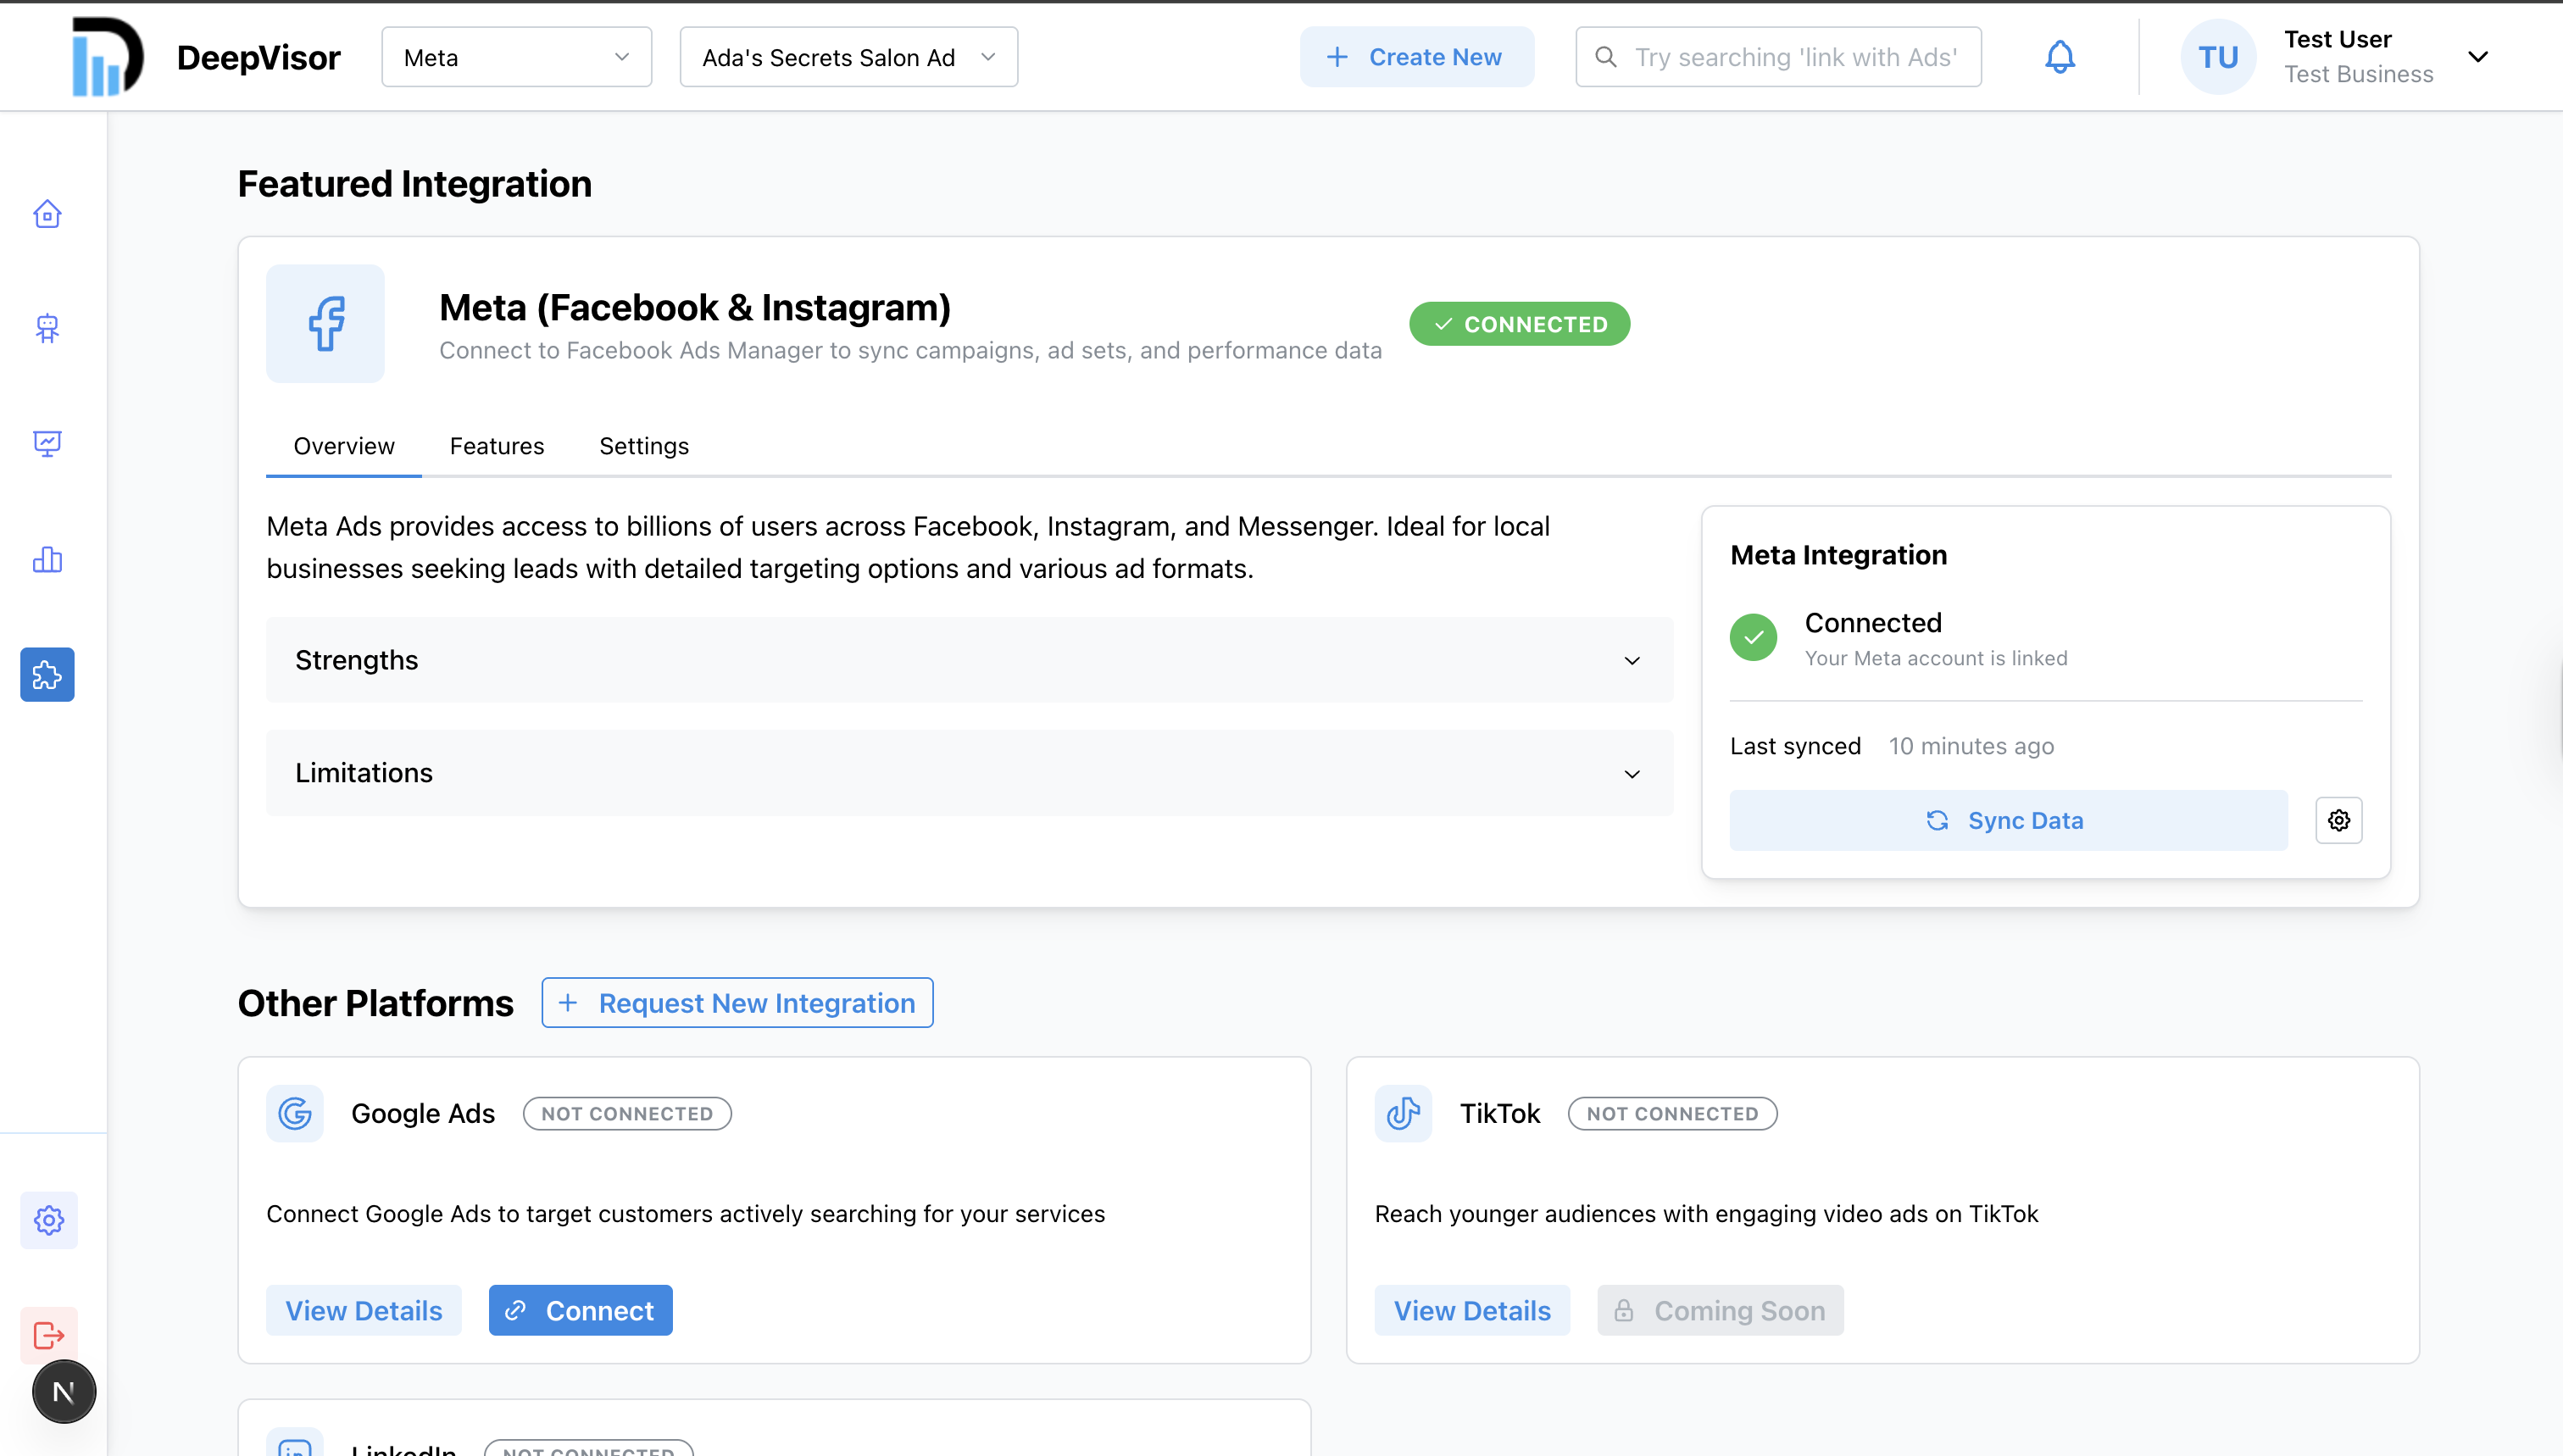 DeepVisor
Meta
Ada's Secrets Salon Ad
Create New
Try searching 'link with Ads'
TU
Test User
Test Business
Featured Integration
Meta (Facebook & Instagram)
Connect to Facebook Ads Manager to sync campaigns, ad sets, and performance data
CONNECTED
Overview
Features
Settings
Meta Ads provides access to billions of users across Facebook, Instagram, and Messenger. Ideal for local
businesses seeking leads with detailed targeting options and various ad formats.
Strengths
Limitations
Meta Integration
Connected
Your Meta account is linked
Last synced 10 minutes ago
Sync Data
Other Platforms
Request New Integration
Google Ads
NOT CONNECTED
Connect Google Ads to target customers actively searching for your services
View Details
Connect
TikTok
NOT CONNECTED
Reach younger audiences with engaging video ads on TikTok
View Details
Coming Soon
N
LinkedIn
NOT CONNECTED